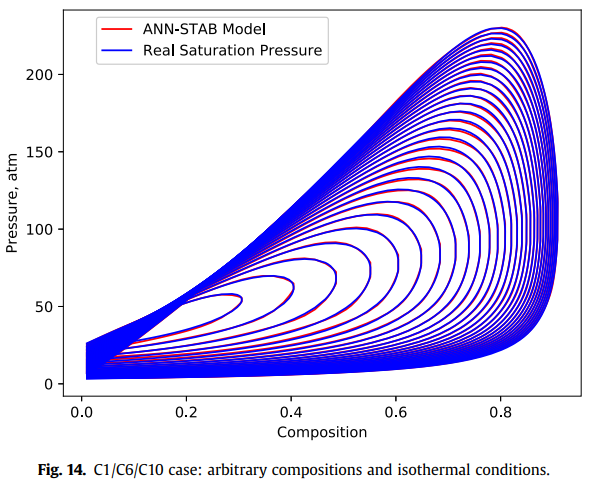 ANN-STAB Model
Real Saturation Pressure
200
150
100
50
0
Pressure, atm
0.0 0.2 0.4 0.6 0.8
Composition
Fig. 14. C1/C6/C10 case: arbitrary compositions and isothermal conditions.